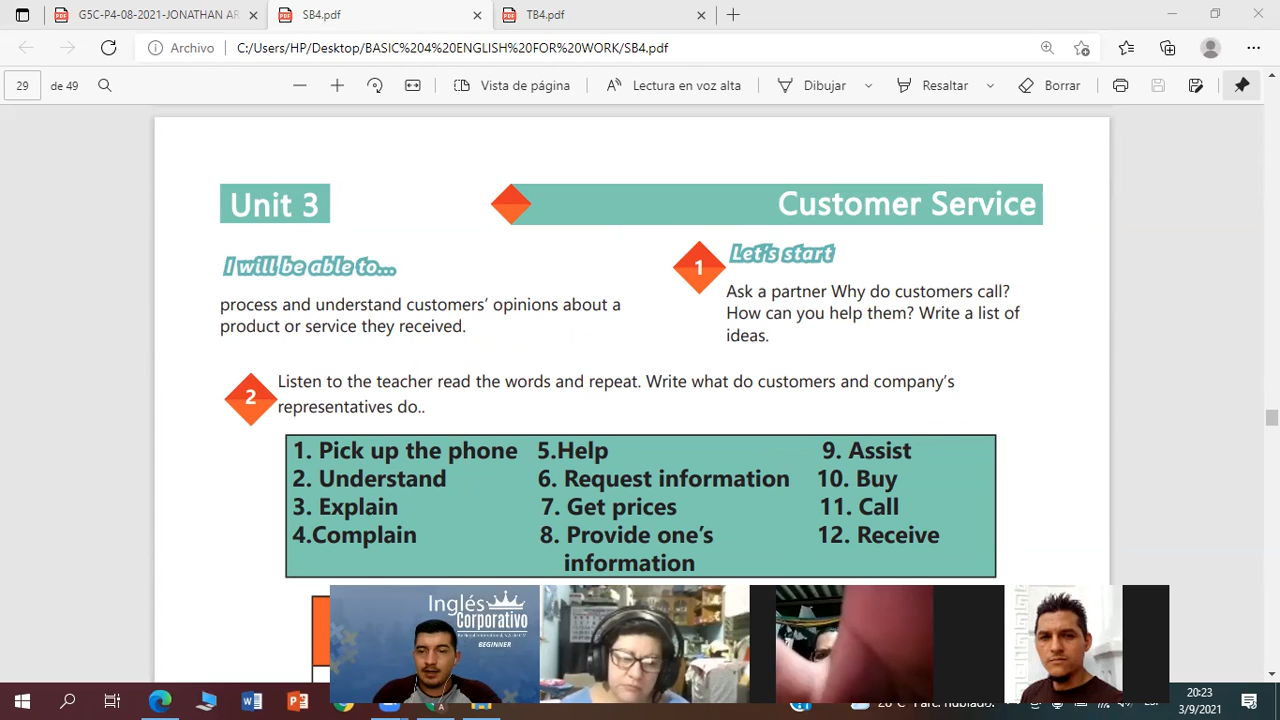 G5C-P4-08-2021-JONATHAN AR
SB4.pdf
TB4.pdf
Archivo
C:/Users/HP/Desktop/BASIC%204%20ENGLISH%20FOR%20WORK/SB4.pdf
29 de 49
Vista de página
Lectura en voz alta
Dibujar
Resaltar
Borrar
Unit 3
Customer Service
I will be able to...
process and understand customers’ opinions about a
product or service they received.
1
Let's start
Ask a partner Why do customers call?
How can you help them? Write a list of
ideas.
2
Listen to the teacher read the words and repeat. Write what do customers and company’s
representatives do..
1. Pick up the phone
2. Understand
3. Explain
4.Complain
5.Help
6. Request information
7. Get prices
8. Provide one’s
information
9. Assist
10. Buy
11. Call
12. Receive
Inglés
Corporativo
BEGINNER
20:23
3/9/2021